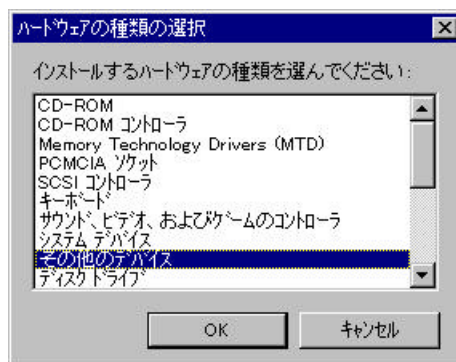 ハードウェアの種類の選択
インストールするハードウェアの種類を選んでください:
CD-ROM
CD-ROM コントローラ
Memory Technology Drivers (MTD)
PCMCIA ソケット
SCSI コントローラ
キーボード
サウンド、ビデオ、およびゲームのコントローラ
システム デバイス
その他のデバイス
ディスク ドライブ
OK
キャンセル